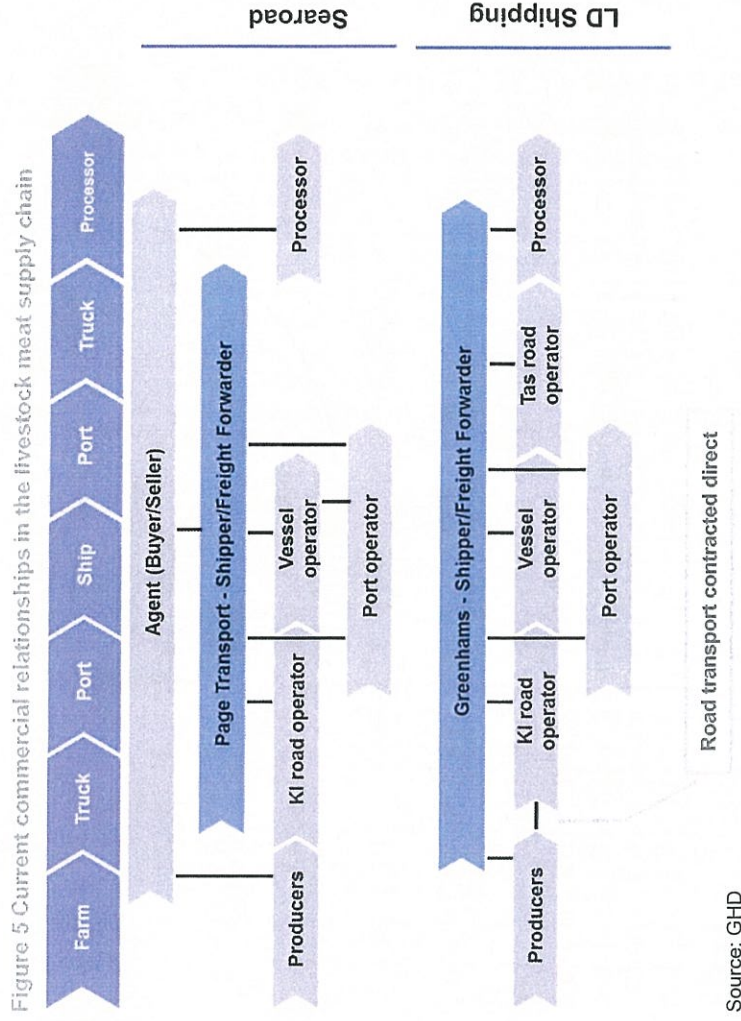 Figure 5 Current commercial relationships in the livestock meat supply chain
Farm
Truck
Port
Ship
Port
Truck
Processor
Agent (Buyer/Seller)
Page Transport - Shipper/Freight Forwarder
Producers
KI road operator
Vessel
operator
Processor
Port operator
Searoad
Greenhams - Shipper/Freight Forwarder
Producers
KI road
operator
Vessel
operator
Tas road
operator
Processor
Port operator
LD Shipping
Road transport contracted direct
Source: GHD